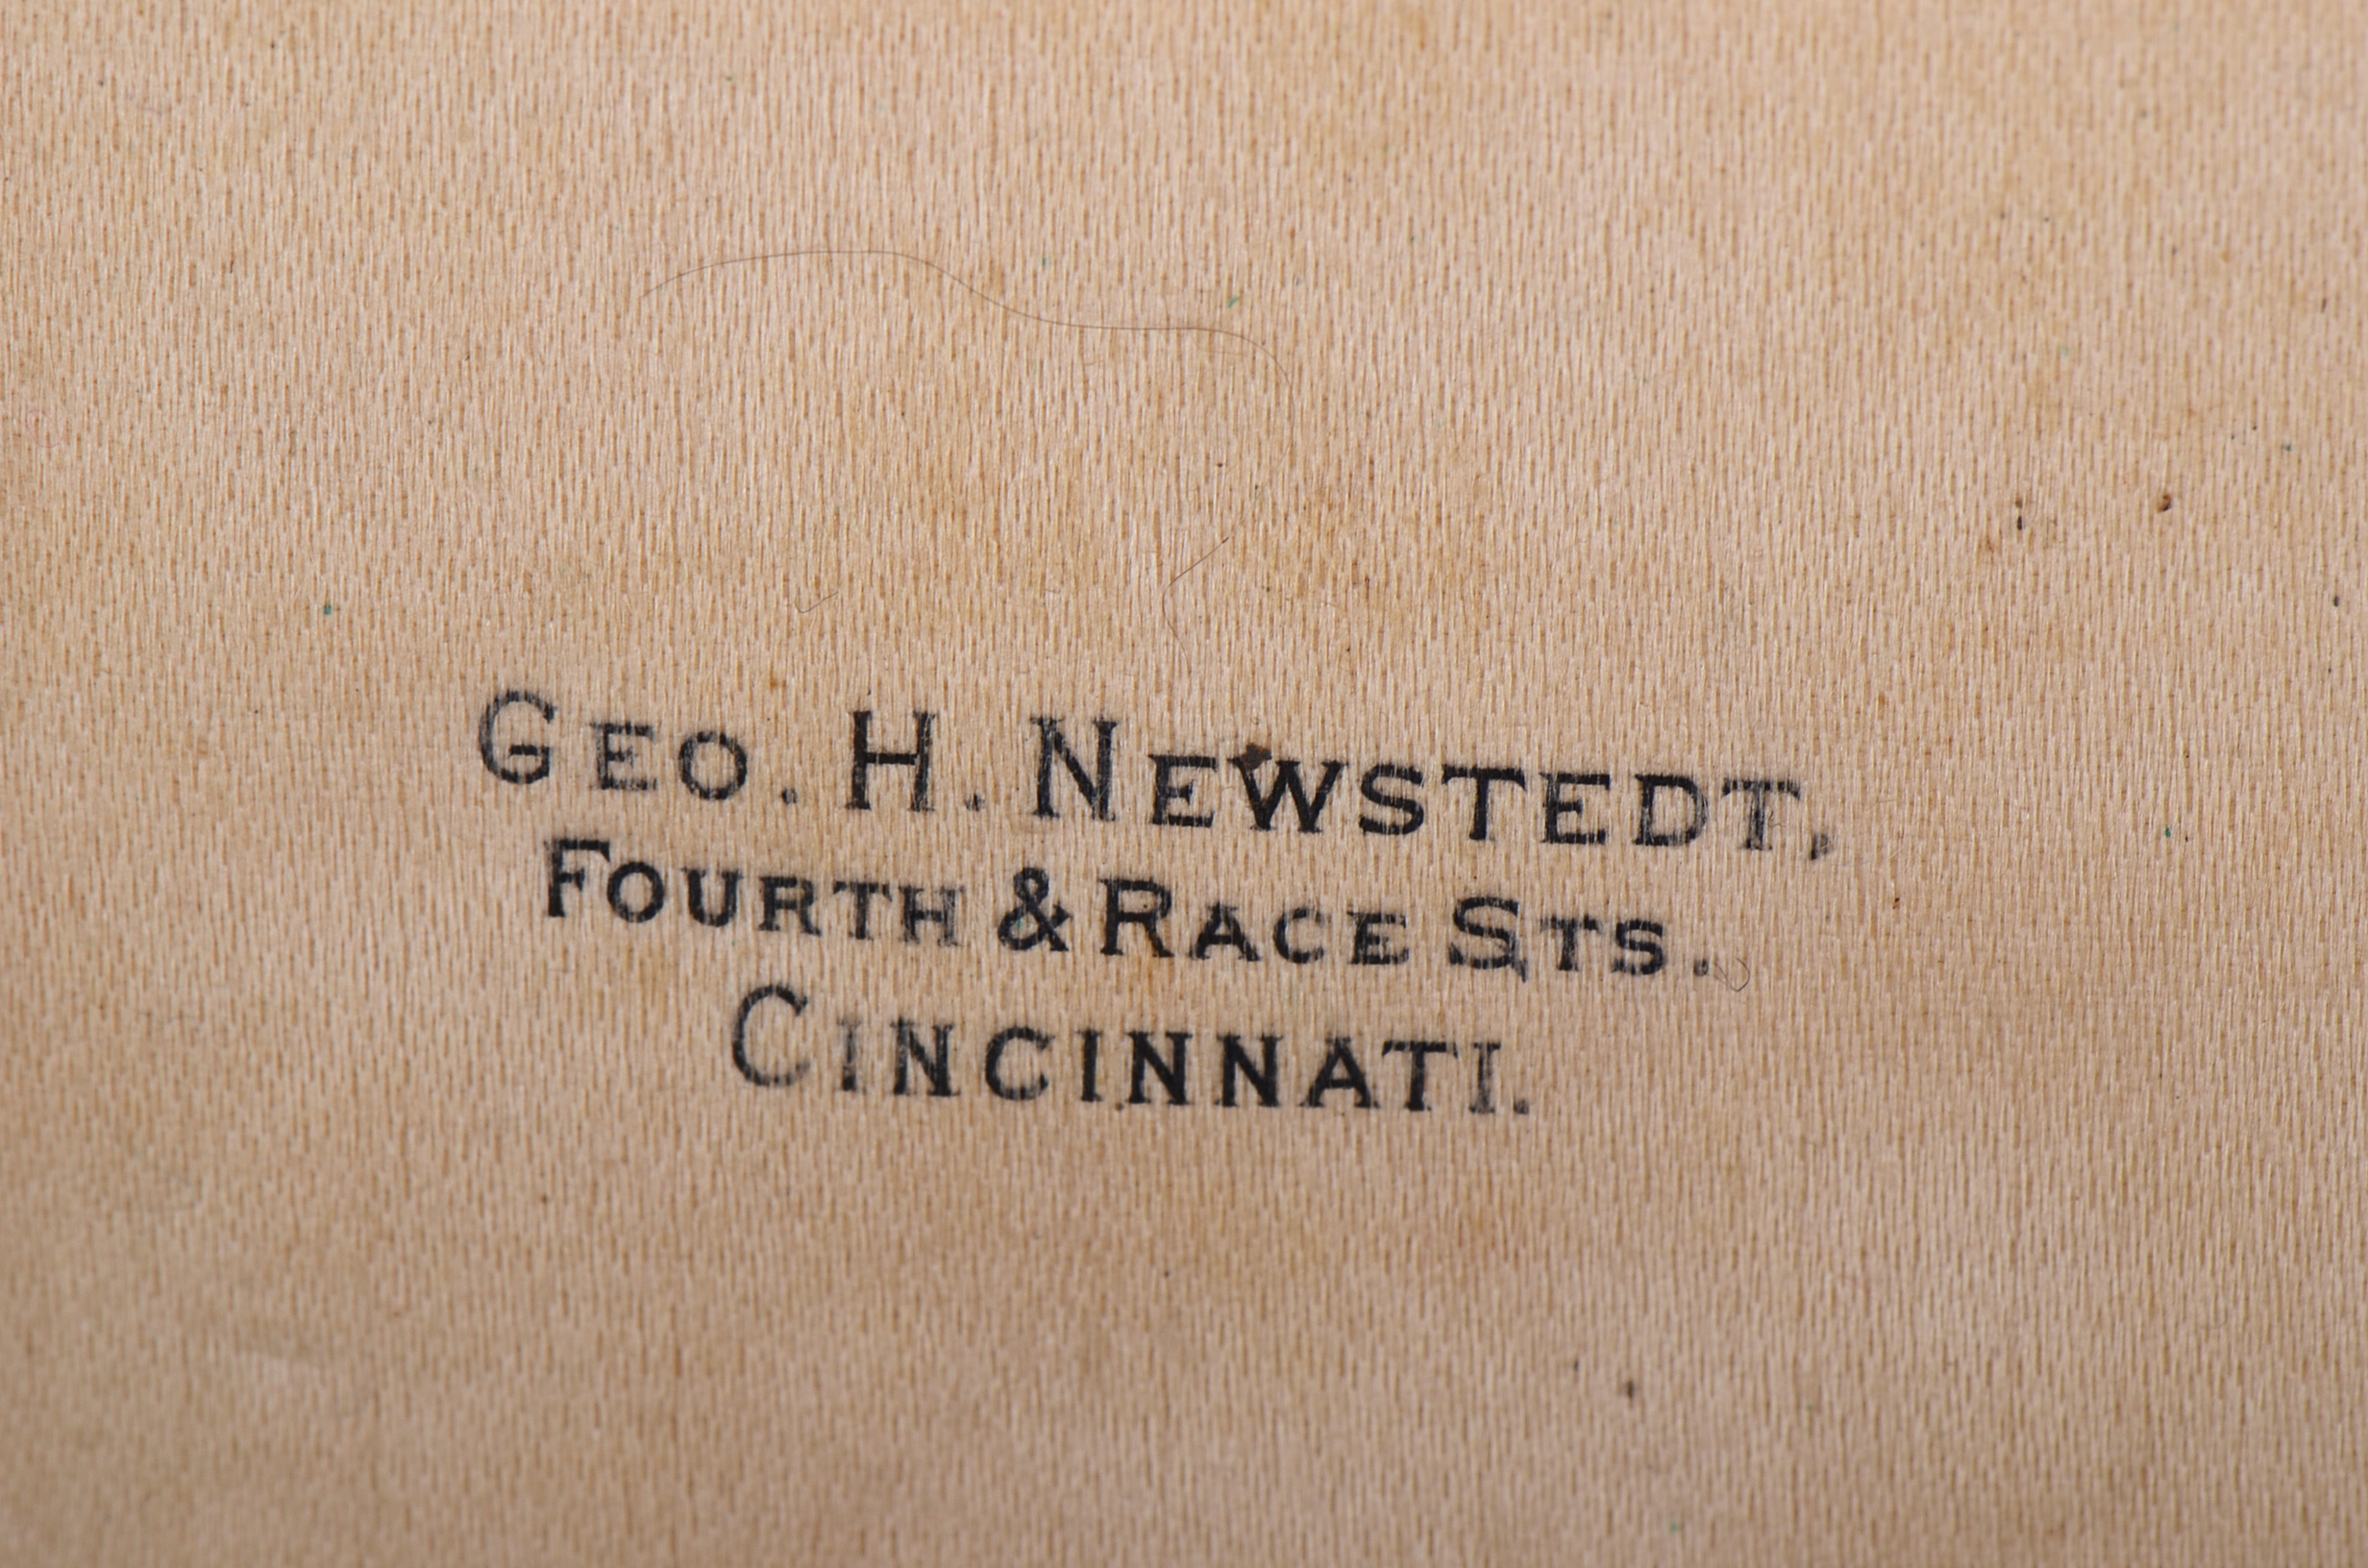 GEO. H. NEWSTEDT,
FOURTH & RACE STS.
CINCINNATI.